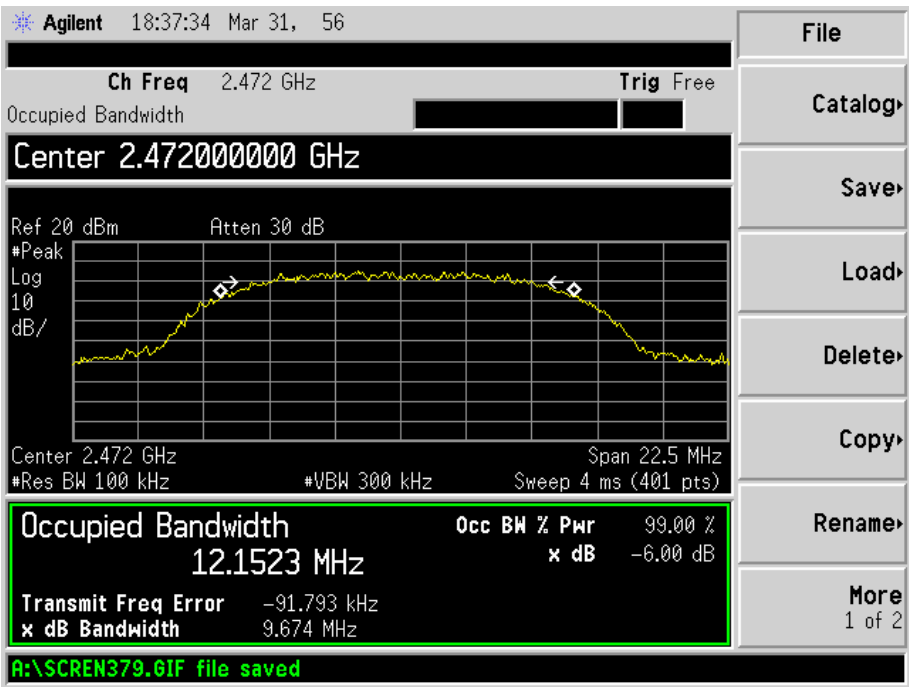 Agilent 18:37:34 Mar 31, 56
File
Ch Freq 2.472 GHz Trig Free
Occupied Bandwidth
Catalog
Center 2.472000000 GHz
Save
Ref 20 dBm Atten 30 dB
#Peak
Log
10
dB/
Load
Delete
Copy
Center 2.472 GHz Span 22.5 MHz
#Res BW 100 kHz #VBW 300 kHz Sweep 4 ms (401 pts)
Occupied Bandwidth Occ BW % Pwr 99.00 %
12.1523 MHz x dB -6.00 dB
Rename
Transmit Freq Error -91.793 kHz
x dB Bandwidth 9.674 MHz
More
1 of 2
A:\SCREN379.GIF file saved